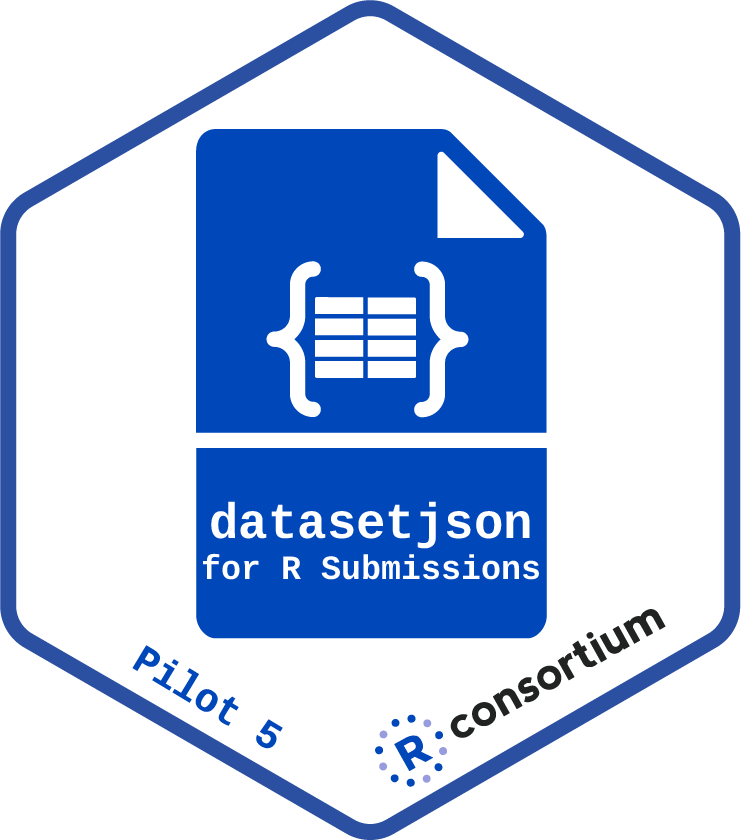 datasetjson
for R Submissions
Pilot 5
R consortium